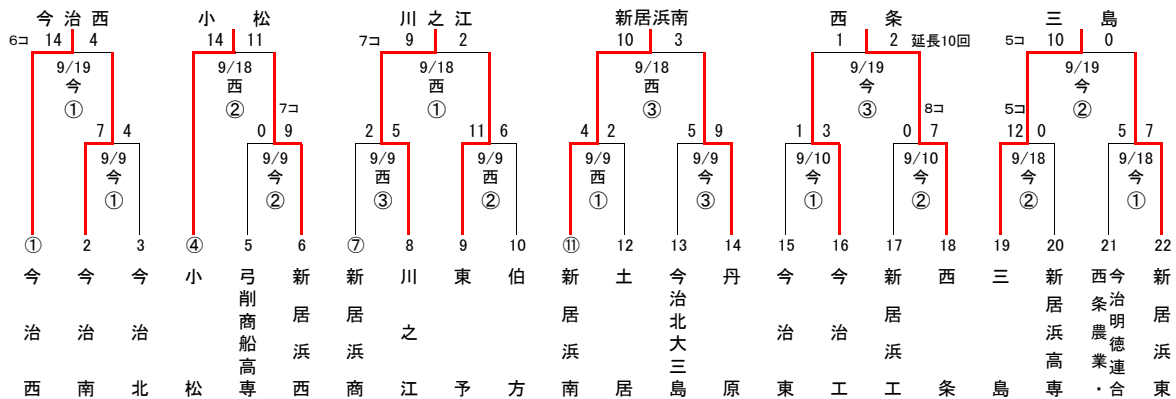 今治西 小松 川之江 新居浜南 西条 三島
6コ 14 4 14 11 7コ 9 2 10 3 1 2 延長10回 5コ 10 0
9/19 9/18 9/18 9/18 9/19 9/19
今 西 西 西 今 今
① ② ① ③ ③ ②
7コ 8コ 5コ
7 4 0 9 2 5 11 6 4 2 5 9 1 3 0 7 12 0 5 7
9/9 9/9 9/9 9/9 9/9 9/9 9/10 9/10 9/18 9/18
今 今 西 西 西 今 今 今 今 今
① ② ③ ② ① ③ ① ② ② ①
① 2 3 ④ 5 6 ⑦ 8 9 10 ⑪ 12 13 14 15 16 17 18 19 20 21 22
今治西
今治南
今治北
小松
弓削商船高専
新居浜西
新居浜商
川之江
東予
伯方
新居浜南
土居
今治北大三島
丹原
今治東
今治工
新居浜工
西条
三島
新居浜高専
西条農業・
今治明徳連合
新居浜東